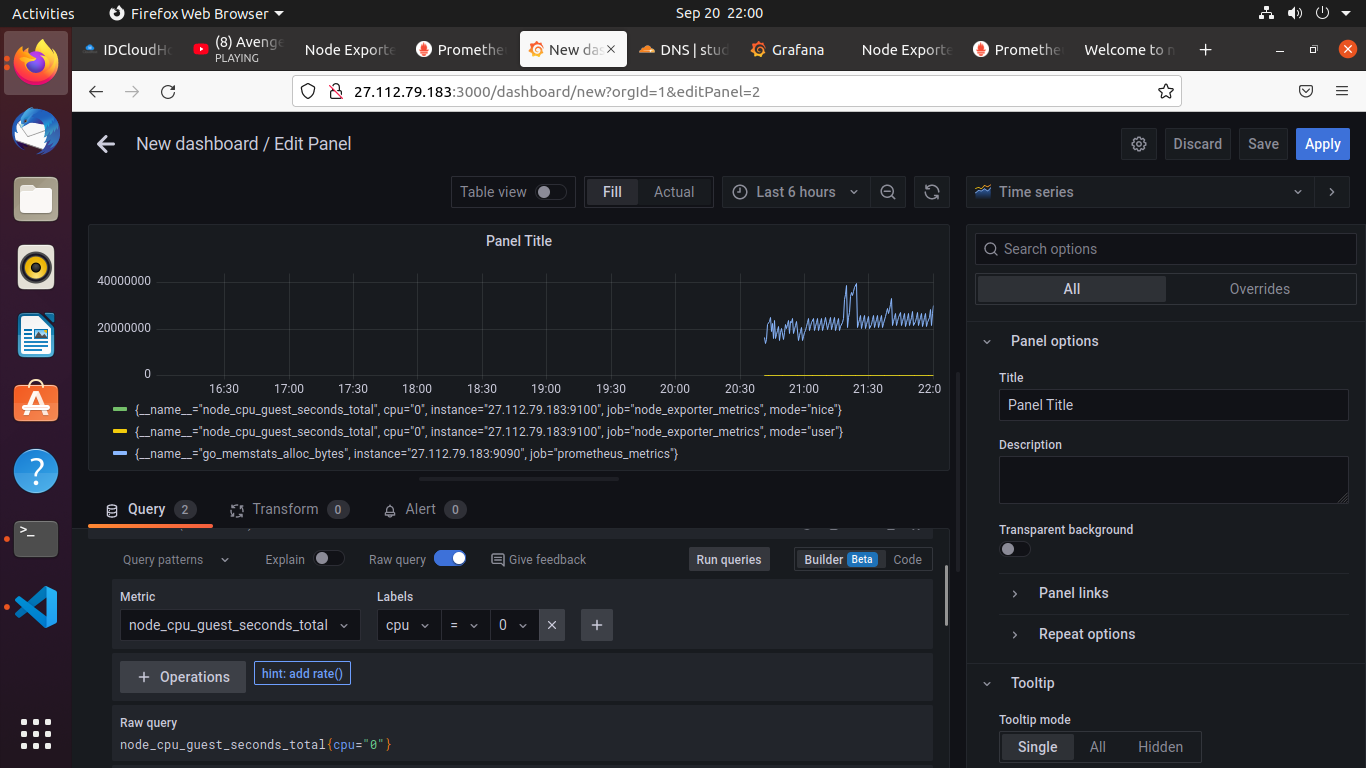 Activities
Firefox Web Browser
Sep 20 22:00
IDCloudHo
(8) Avenge
PLAYING
Node Exporte
Promethe
New das
DNS | stud
Grafana
Node Exporte
Promethe
Welcome to n
27.112.79.183:3000/dashboard/new?orgId=1&editPanel=2
New dashboard / Edit Panel
Discard
Save
Apply
Table view
Fill
Actual
Last 6 hours
Time series
Panel Title
40000000
20000000
0
16:30 17:00 17:30 18:00 18:30 19:00 19:30 20:00 20:30 21:00 21:30 22:0
{__name__="node_cpu_guest_seconds_total", cpu="0", instance="27.112.79.183:9100", job="node_exporter_metrics", mode="nice"}
{__name__="node_cpu_guest_seconds_total", cpu="0", instance="27.112.79.183:9100", job="node_exporter_metrics", mode="user"}
{__name__="go_memstats_alloc_bytes", instance="27.112.79.183:9090", job="prometheus_metrics"}
Query 2
Transform 0
Alert 0
Query patterns
Explain
Raw query
Give feedback
Run queries
Builder Beta
Code
Metric
Labels
node_cpu_guest_seconds_total
cpu
=
0
+ Operations
hint: add rate()
Raw query
node_cpu_guest_seconds_total{cpu="0"}
Search options
All
Overrides
Panel options
Title
Panel Title
Description
Transparent background
Panel links
Repeat options
Tooltip
Tooltip mode
Single
All
Hidden